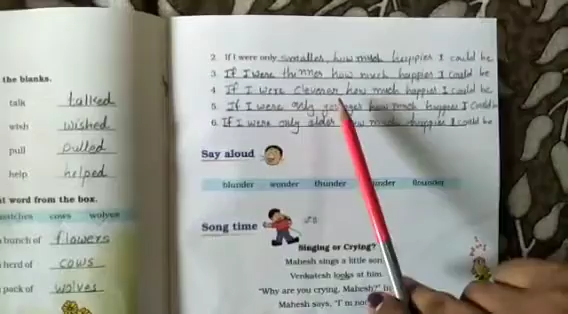 the blanks.
talk talked
wish wished
pull pulled
help helped
t word from the box.
cows wolves
bunch of flowers
herd of cows
pack of wolves
2. If I were only smaller how much happier I could be
3. If I were thinner how much happier I could be
4. If I were cleverer how much happier I could be
5. If I were only younger how much happier I could
6. If I were only older how much happier I could be
Say aloud
blunder wonder thunder flounder
Song time
Singing or Crying?
Mahesh sings a little son
Venkatesh looks at him
"Why are you crying, Mahesh?"
Mahesh says, "I'm no